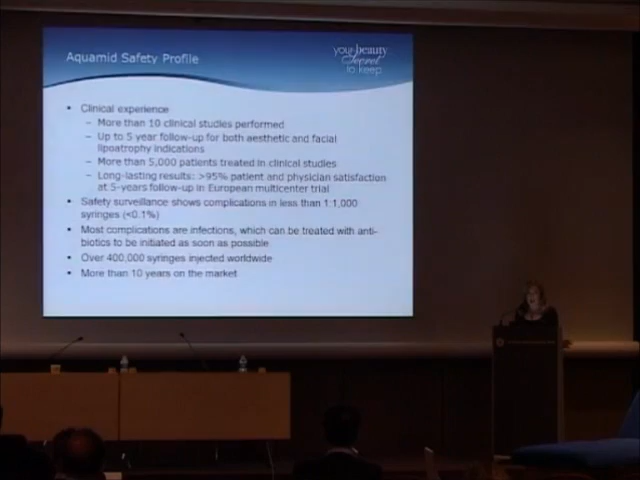 Aquamid Safety Profile
your beauty
Secret
to keep
• Clinical experience
– More than 10 clinical studies performed
– Up to 5 year follow-up for both aesthetic and facial
lipoatrophy indications
– More than 5,000 patients treated in clinical studies
– Long-lasting results: >95% patient and physician satisfaction
at 5-years follow-up in European multicenter trial
• Safety surveillance shows complications in less than 1:1,000
syringes (<0.1%)
• Most complications are infections, which can be treated with anti-
biotics to be initiated as soon as possible
• Over 400,000 syringes injected worldwide
• More than 10 years on the market